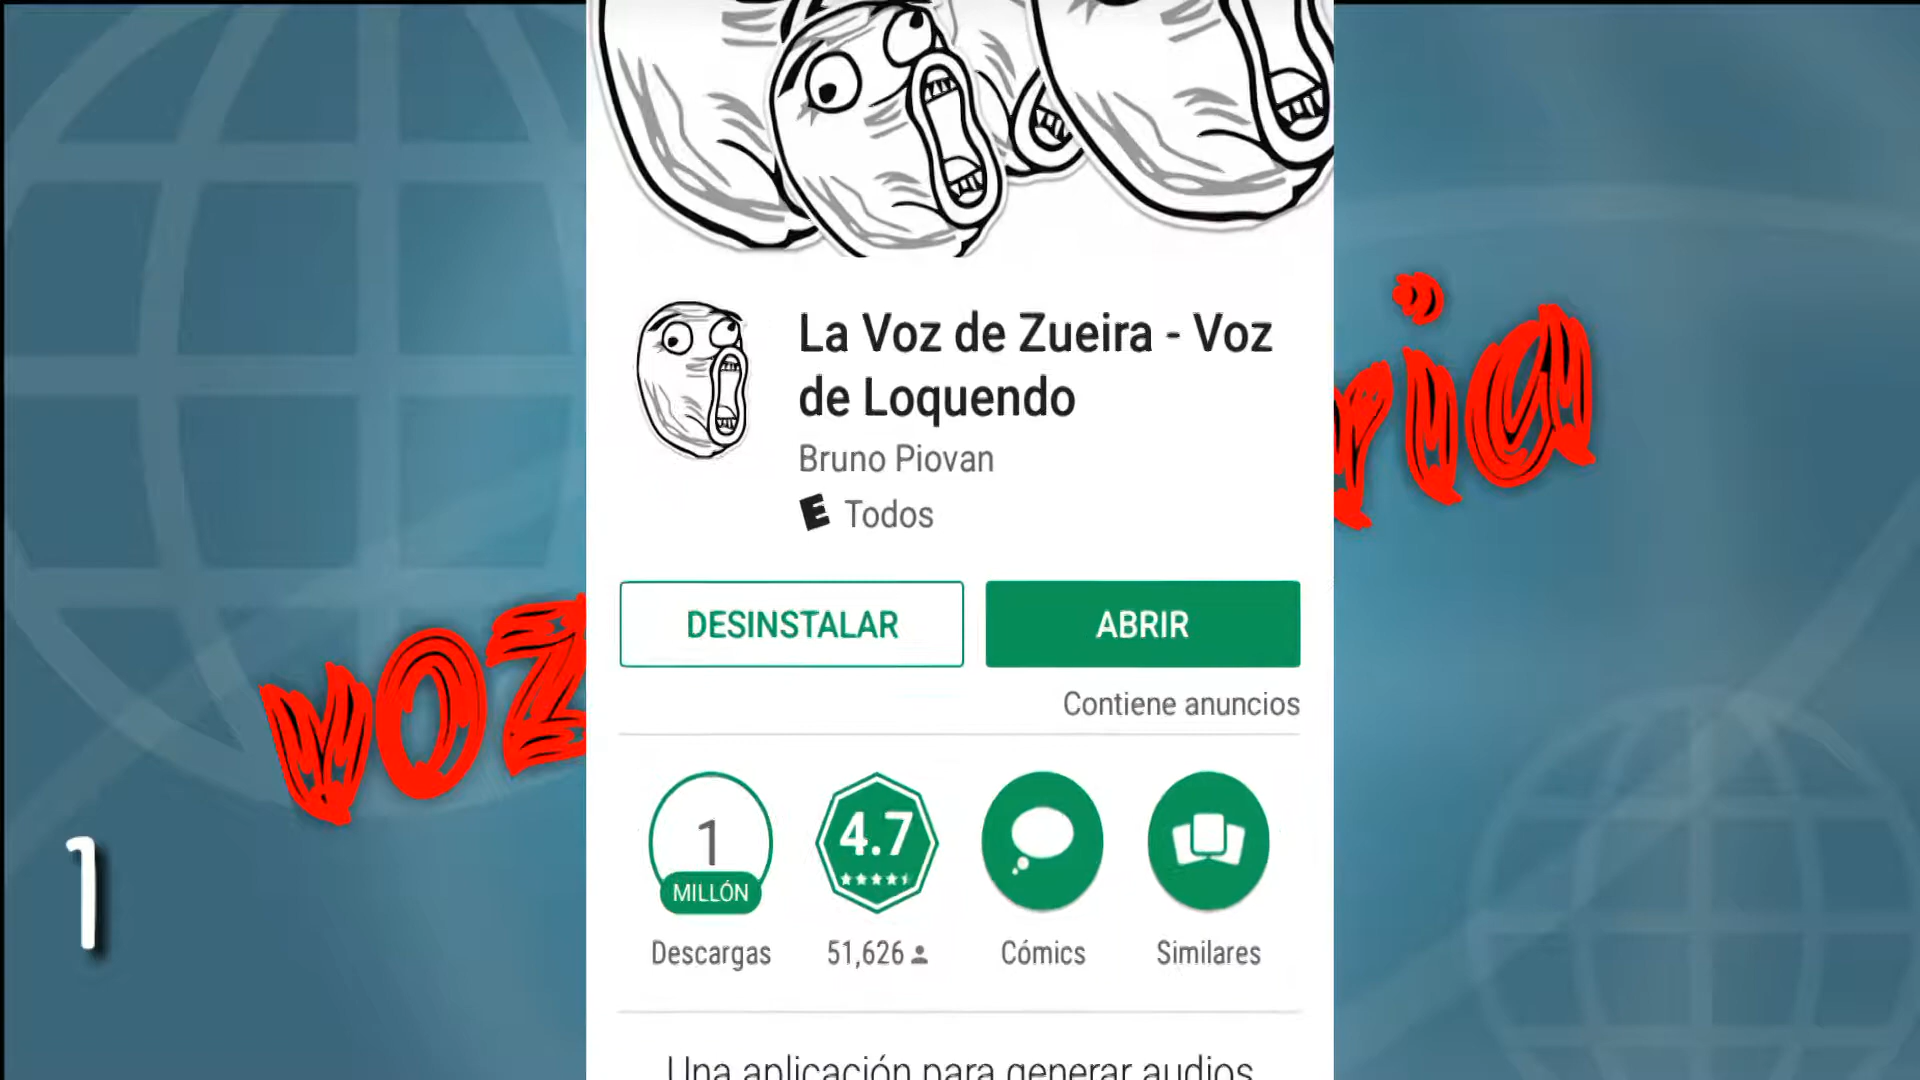 La Voz de Zueira - Voz
de Loquendo
Bruno Piovan
E Todos
DESINSTALAR
ABRIR
Contiene anuncios
1
MILLÓN
4.7
Descargas
51,626
Cómics
Similares
Una aplicación para generar audios
voz
ria
1